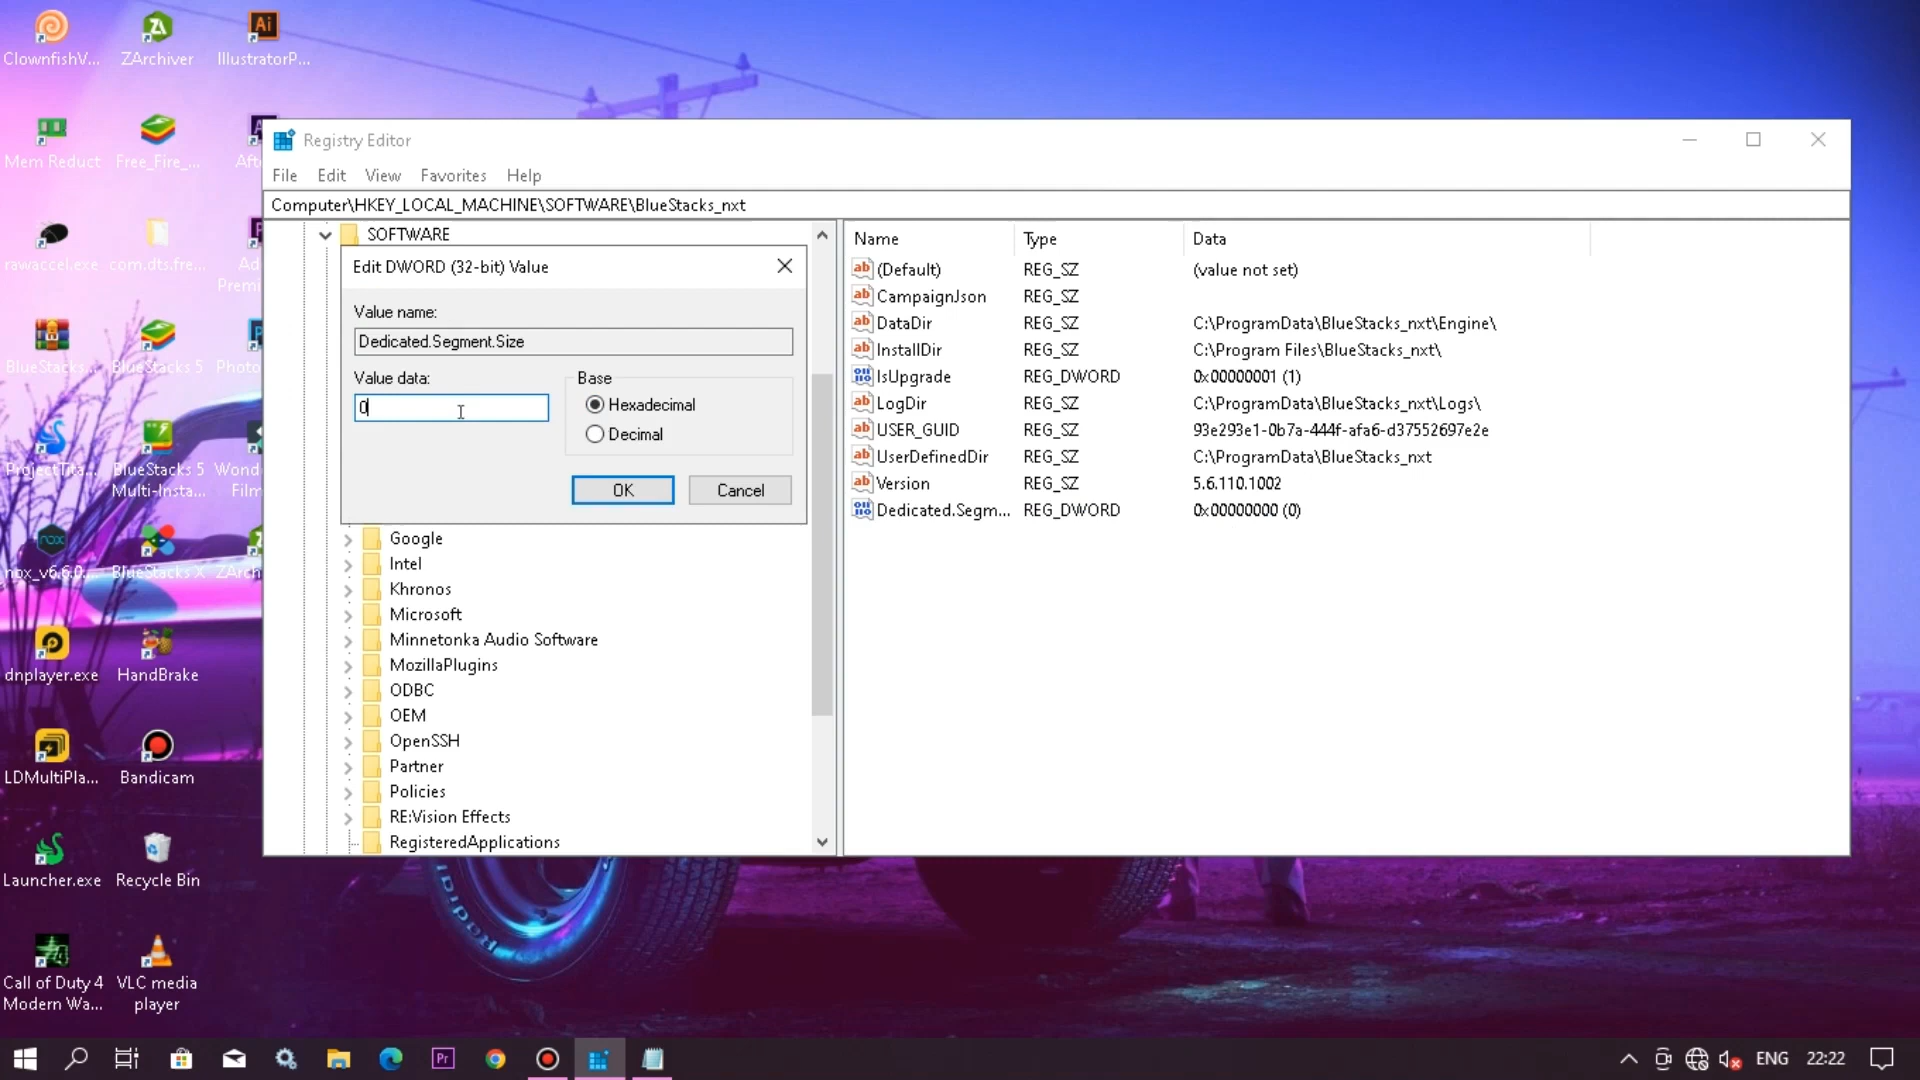 ClownfishV...
ZArchiver
IllustratorP...
Mem Reduct
Free_Fire_...
Aft
rawaccel.exe
com.dts.fre...
Ad
Premi
BlueStacks...
BlueStacks 5
Photo
ProjectTita...
BlueStacks 5
Multi-Insta...
Wond
Film
nox_v6.6.0....
BlueStacks X
ZArch
dnplayer.exe
HandBrake
LDMultiPla...
Bandicam
Launcher.exe
Recycle Bin
Call of Duty 4
Modern Wa...
VLC media
player
Registry Editor
File Edit View Favorites Help
Computer\HKEY_LOCAL_MACHINE\SOFTWARE\BlueStacks_nxt
SOFTWARE
Edit DWORD (32-bit) Value
Value name:
Dedicated.Segment.Size
Value data:
0
Base
Hexadecimal
Decimal
OK
Cancel
Google
Intel
Khronos
Microsoft
Minnetonka Audio Software
MozillaPlugins
ODBC
OEM
OpenSSH
Partner
Policies
RE:Vision Effects
RegisteredApplications
Name Type Data
(Default) REG_SZ (value not set)
CampaignJson REG_SZ
DataDir REG_SZ C:\ProgramData\BlueStacks_nxt\Engine\
InstallDir REG_SZ C:\Program Files\BlueStacks_nxt\
IsUpgrade REG_DWORD 0x00000001 (1)
LogDir REG_SZ C:\ProgramData\BlueStacks_nxt\Logs\
USER_GUID REG_SZ 93e293e1-0b7a-444f-afa6-d37552697e2e
UserDefinedDir REG_SZ C:\ProgramData\BlueStacks_nxt
Version REG_SZ 5.6.110.1002
Dedicated.Segm... REG_DWORD 0x00000000 (0)
ENG 22:22